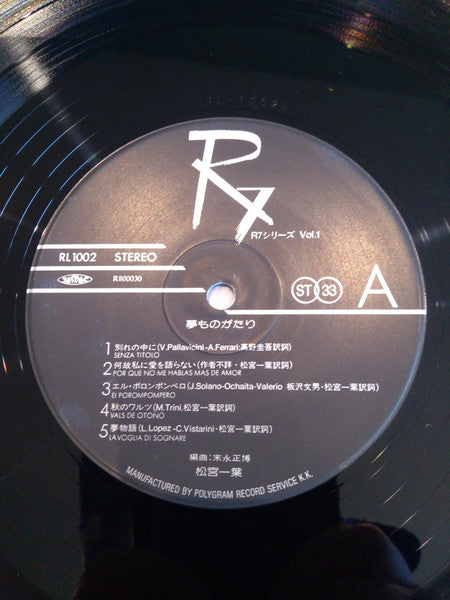 RL-1002A
R7
R7シリーズ Vol.1
RL1002 STEREO
R800030
ST 33 A
夢ものがたり
1 別れの中に(V.Pallavicini-A.Ferrari:高野圭吾訳詞)
SENZA TITOLO
2 何故私に愛を語らない(作者不詳・松宮一葉訳詞)
POR QUE NO ME HABLAS MAS DE AMOR
3 エル・ポロンポンペロ(J.Solano-Ochaita-Valerio 板沢文男・松宮一葉訳詞)
El POROMPOMPERO
4 秋のワルツ(M.Trini.松宮一葉訳詞)
VALS DE OTONO
5 夢物語(L.Lopez-C.Vistarini・松宮一葉訳詞)
LA VOGLIA DI SOGNARE
編曲:末永正博
松宮一葉
MANUFACTURED BY POLYGRAM RECORD SERVICE K.K.